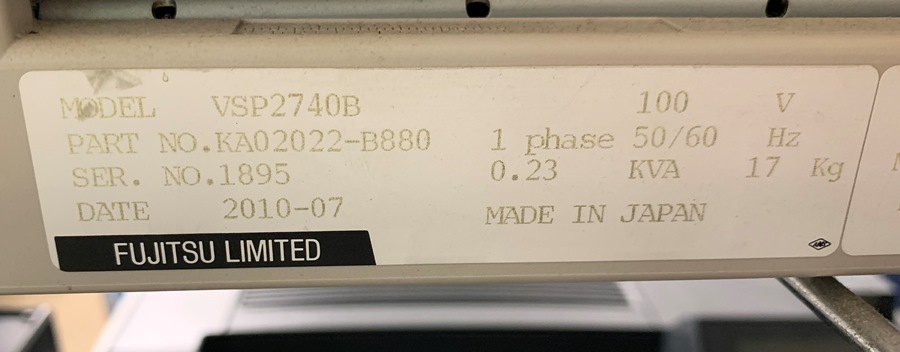 MODEL VSP2740B 100 V
PART NO.KA02022-B880 1 phase 50/60 Hz
SER. NO.1895 0.23 KVA 17 Kg
DATE 2010-07 MADE IN JAPAN
FUJITSU LIMITED